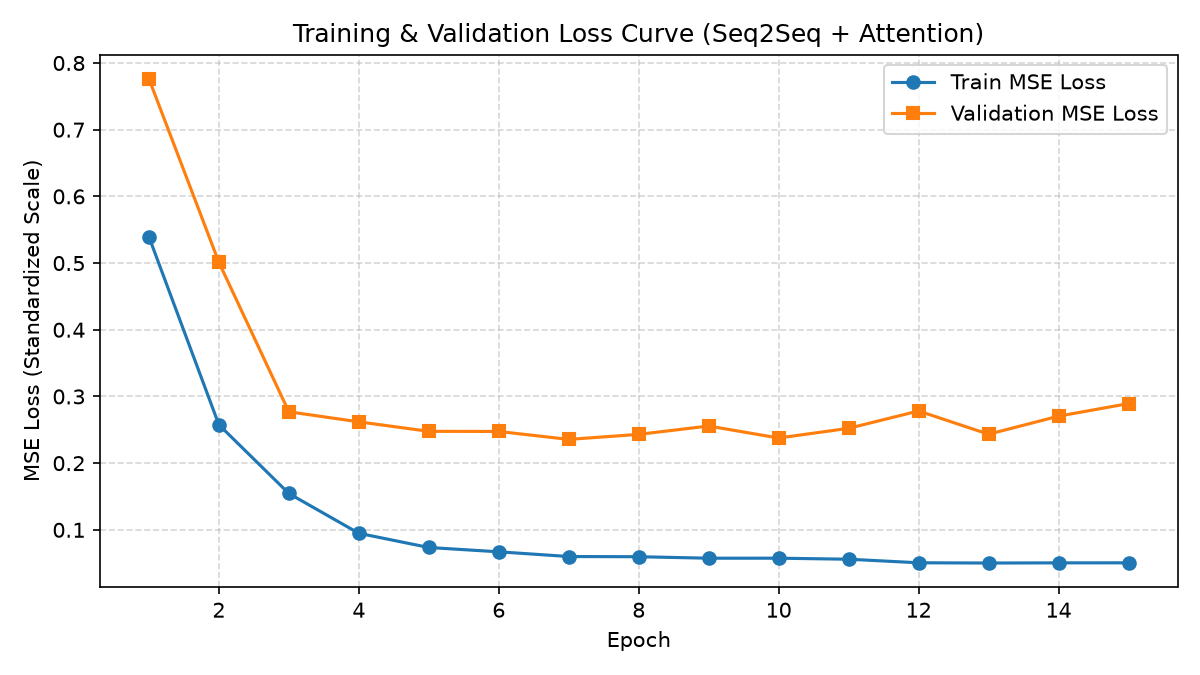 Training & Validation Loss Curve (Seq2Seq + Attention)
Train MSE Loss
Validation MSE Loss
MSE Loss (Standardized Scale)
0.8
0.7
0.6
0.5
0.4
0.3
0.2
0.1
2 4 6 8 10 12 14
Epoch